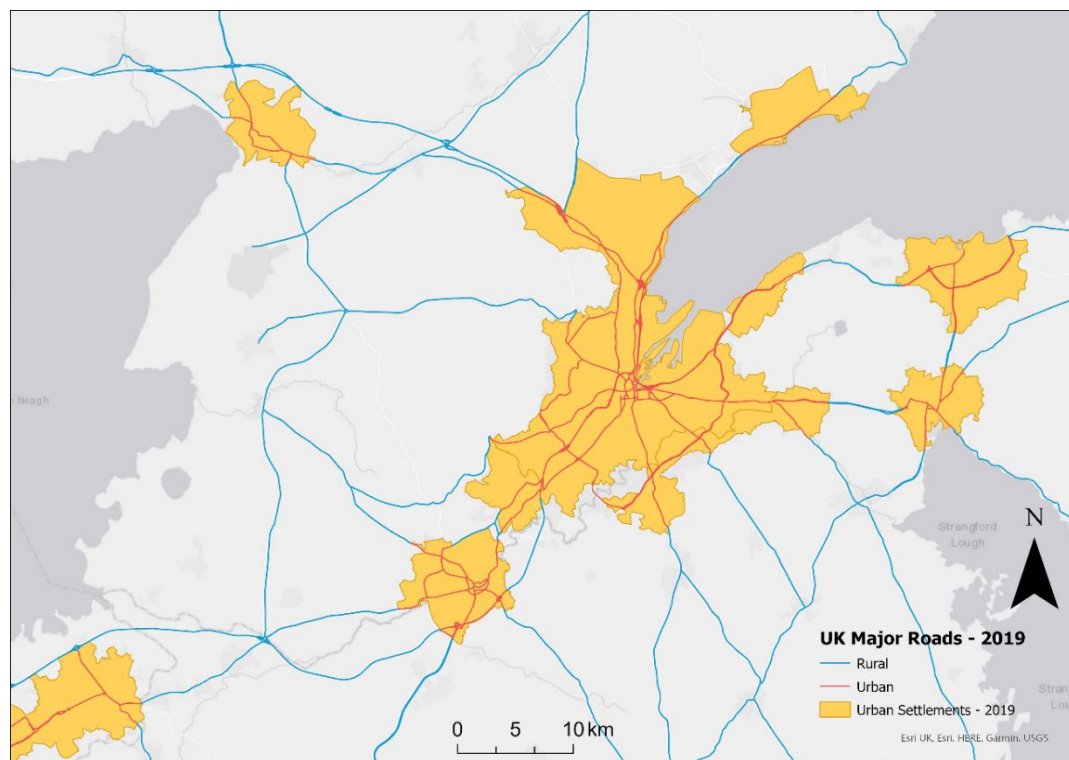 n Neagh
Strangford
Lough
N
UK Major Roads - 2019
Rural
Urban
Urban Settlements - 2019
0 5 10 km
Stran
Lou
Esri UK, Esri, HERE, Garmin, USGS